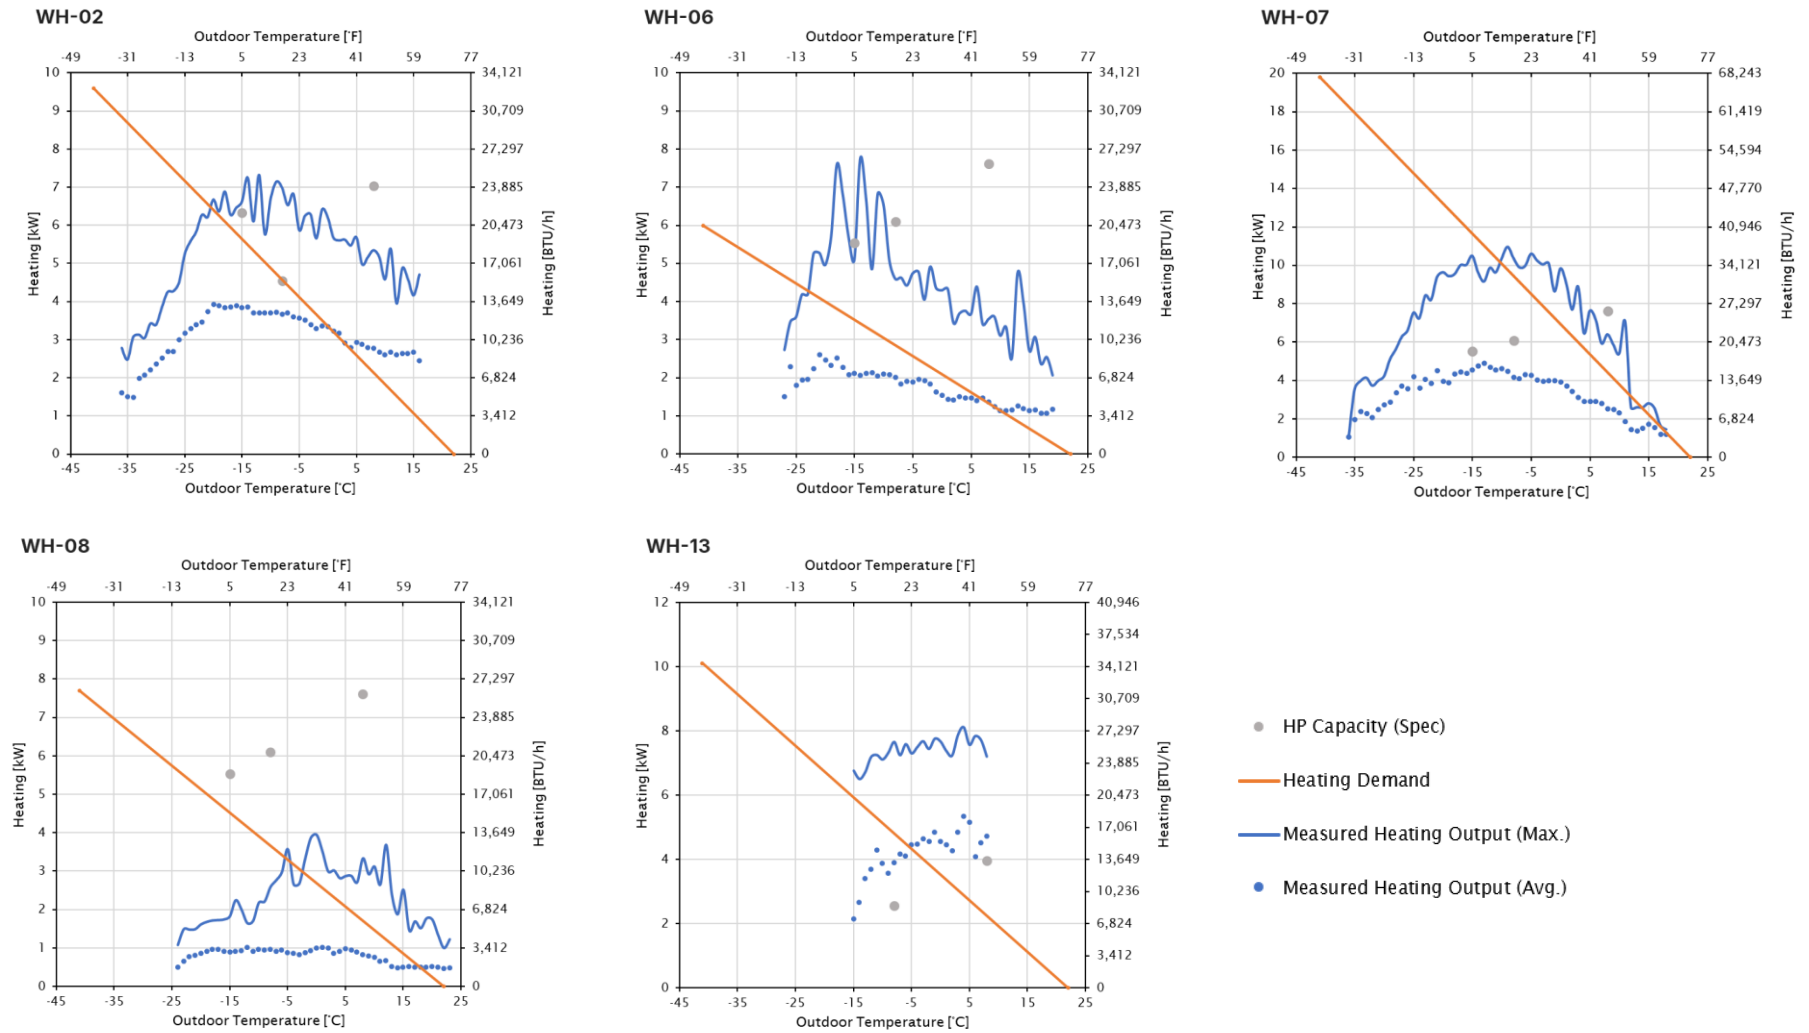 WH-02
Outdoor Temperature [°F]
-49 -31 -13 5 23 41 59 77
10 34,121
9 30,709
8 27,297
7 23,885
6 20,473
5 17,061
4 13,649
3 10,236
2 6,824
1 3,412
0 0
Heating [kW]
Heating [BTU/h]
-45 -35 -25 -15 -5 5 15 25
Outdoor Temperature [°C]
WH-06
Outdoor Temperature [°F]
-49 -31 -13 5 23 41 59 77
10 34,121
9 30,709
8 27,297
7 23,885
6 20,473
5 17,061
4 13,649
3 10,236
2 6,824
1 3,412
0 0
Heating [kW]
Heating [BTU/h]
-45 -35 -25 -15 -5 5 15 25
Outdoor Temperature [°C]
WH-07
Outdoor Temperature [°F]
-49 -31 -13 5 23 41 59 77
20 68,243
18 61,419
16 54,594
14 47,770
12 40,946
10 34,121
8 27,297
6 20,473
4 13,649
2 6,824
0 0
Heating [kW]
Heating [BTU/h]
-45 -35 -25 -15 -5 5 15 25
Outdoor Temperature [°C]
WH-08
Outdoor Temperature [°F]
-49 -31 -13 5 23 41 59 77
10 34,121
9 30,709
8 27,297
7 23,885
6 20,473
5 17,061
4 13,649
3 10,236
2 6,824
1 3,412
0 0
Heating [kW]
Heating [BTU/h]
-45 -35 -25 -15 -5 5 15 25
Outdoor Temperature [°C]
WH-13
Outdoor Temperature [°F]
-49 -31 -13 5 23 41 59 77
12 40,946
37,534
10 34,121
30,709
8 27,297
23,885
6 20,473
17,061
4 13,649
10,236
2 6,824
3,412
0 0
Heating [kW]
Heating [BTU/h]
-45 -35 -25 -15 -5 5 15 25
Outdoor Temperature [°C]
HP Capacity (Spec)
Heating Demand
Measured Heating Output (Max.)
Measured Heating Output (Avg.)